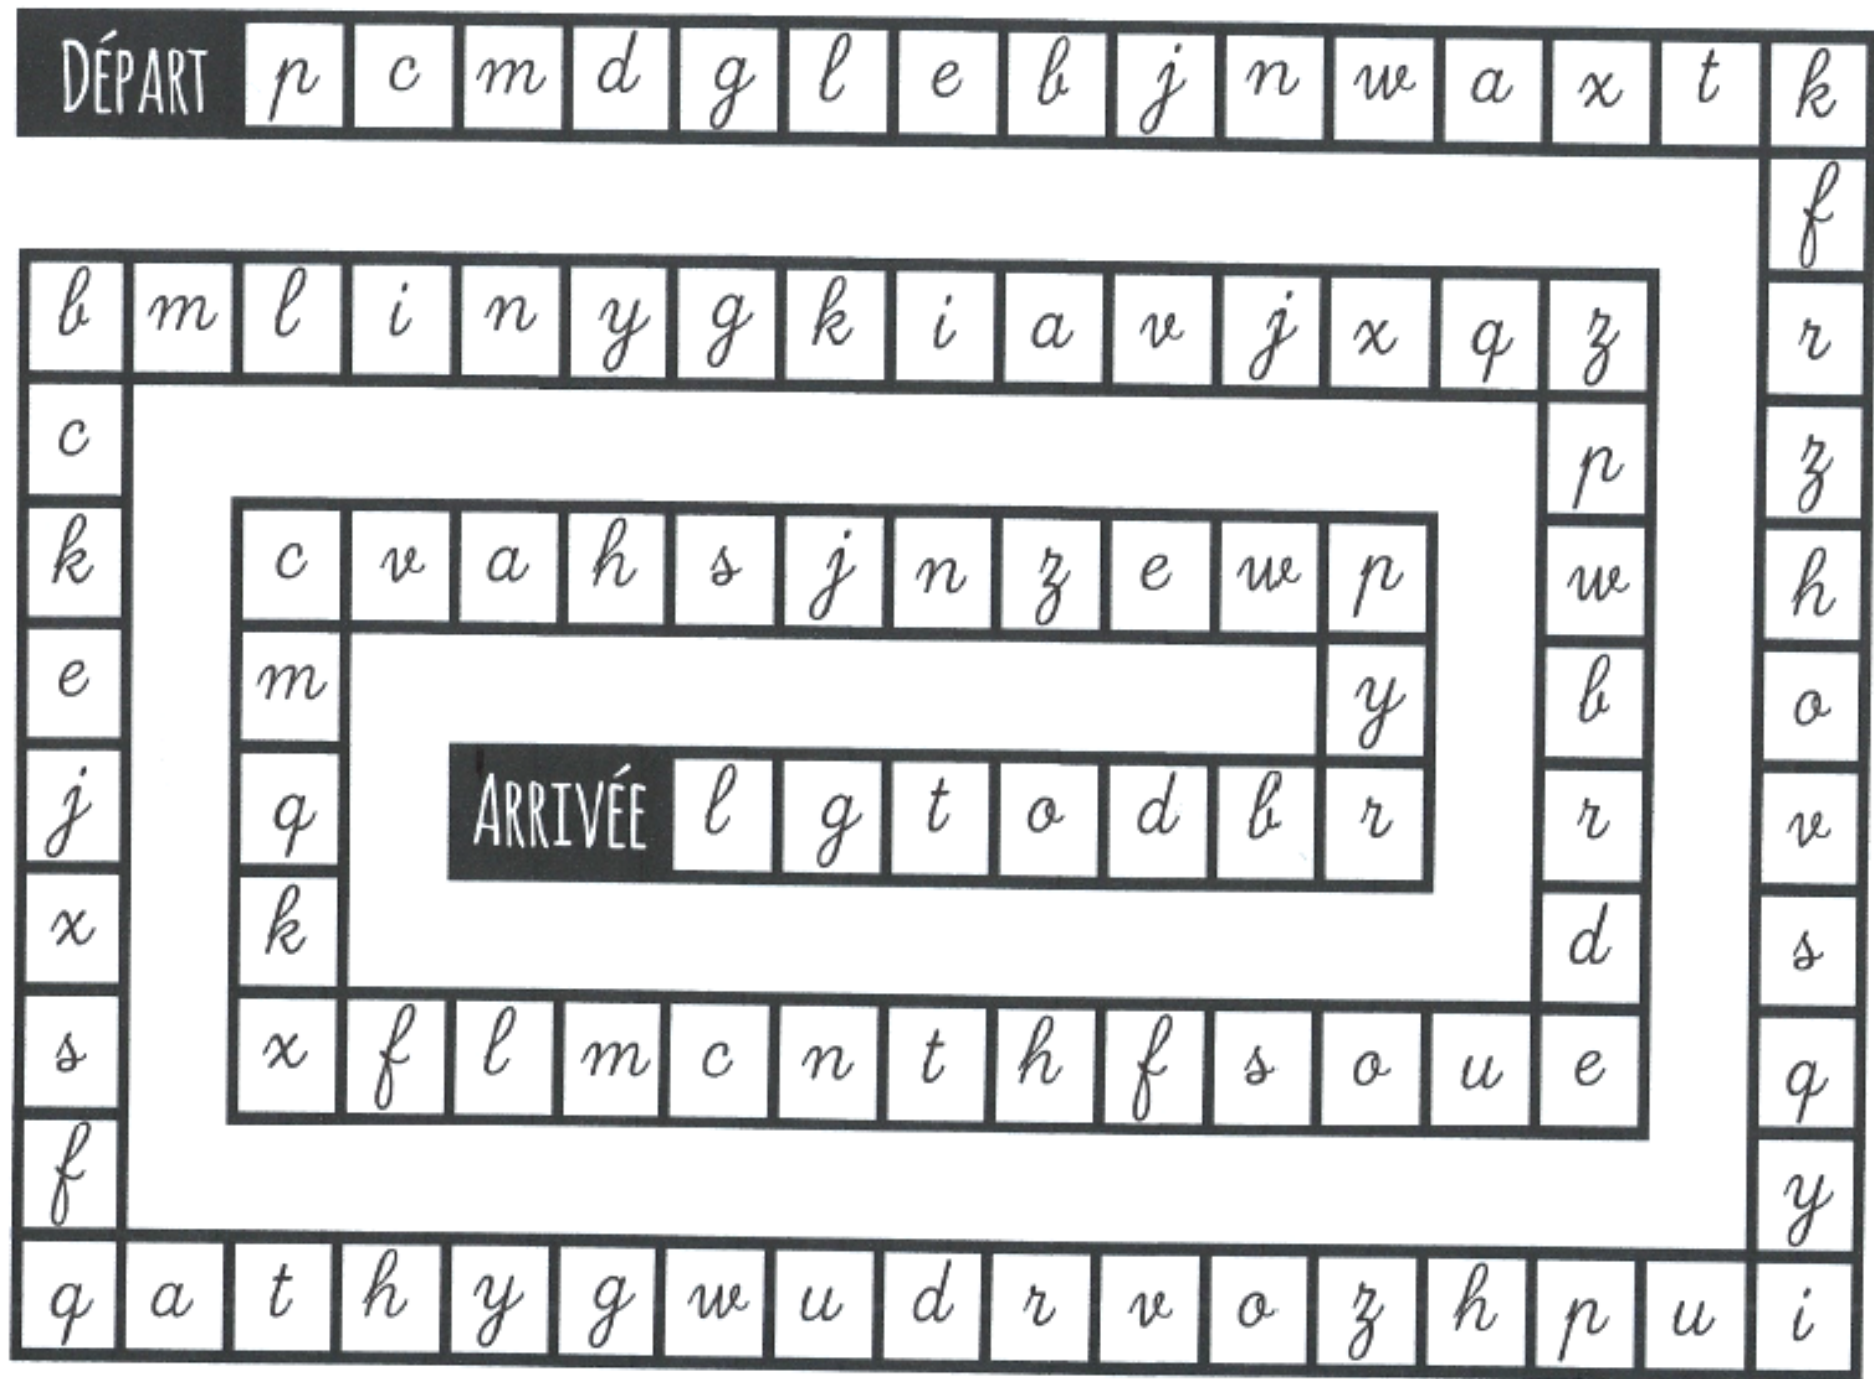 DÉPART p c m d g l e b j n w a x t k
f r z h o v s q y
i u p h z o v r d u w g y h t a q
f s x j e k c
b m l i n y g k i a v j x q z
p w b r d
e u o s f h t n c m l f x
k q m
c v a h s j n z e w p
y
r b d o t g l ARRIVÉE